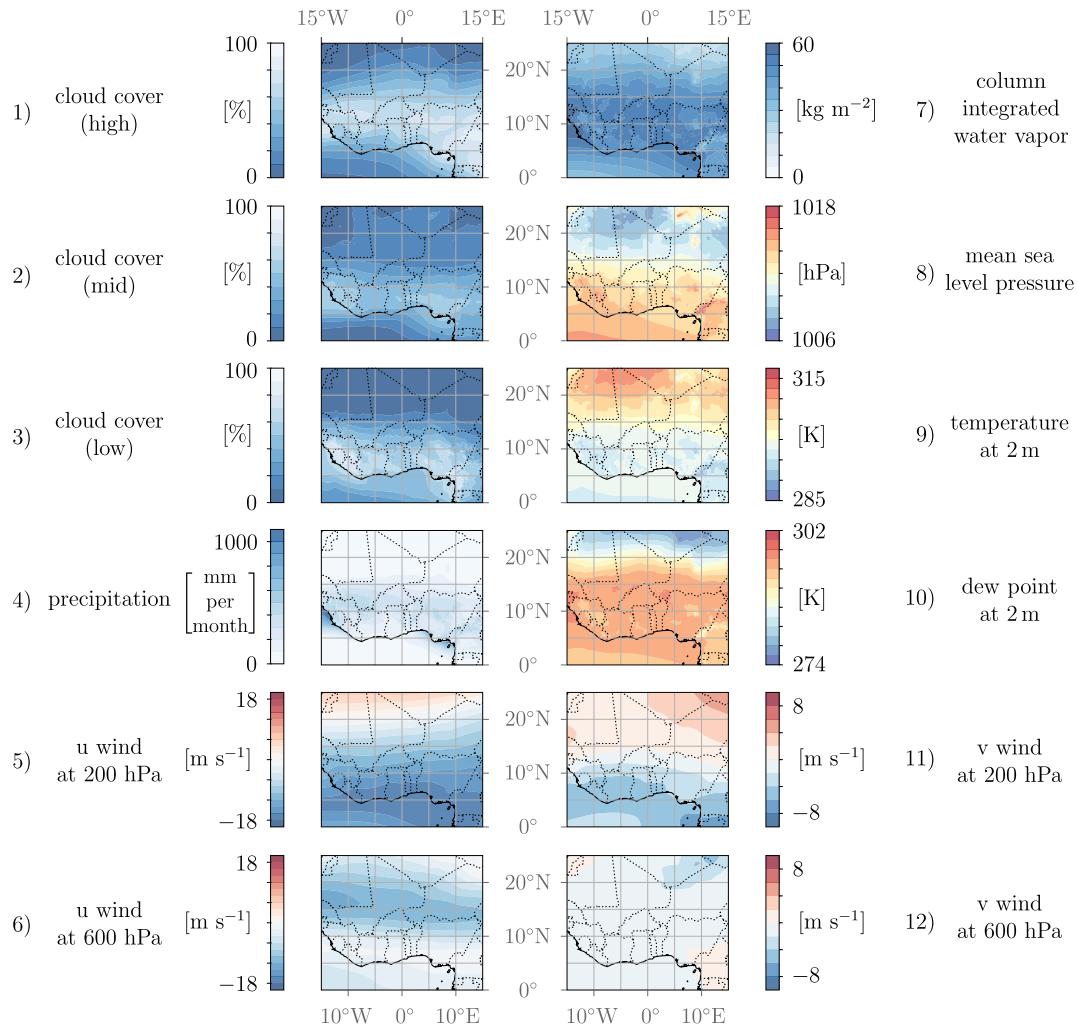 15°W 0° 15°E 15°W 0° 15°E
1) cloud cover
(high)
[%]
100
0
20°N
10°N
0°
60
[kg m−2]
0
7) column
integrated
water vapor
2) cloud cover
(mid)
[%]
100
0
20°N
10°N
0°
1018
[hPa]
1006
8) mean sea
level pressure
3) cloud cover
(low)
[%]
100
0
20°N
10°N
0°
315
[K]
285
9) temperature
at 2 m
4) precipitation
mm
per
month
1000
0
20°N
10°N
0°
302
[K]
274
10) dew point
at 2 m
5) u wind
at 200 hPa
[m s−1]
18
−18
20°N
10°N
0°
8
[m s−1]
−8
11) v wind
at 200 hPa
6) u wind
at 600 hPa
[m s−1]
18
−18
20°N
10°N
0°
8
[m s−1]
−8
12) v wind
at 600 hPa
10°W 0° 10°E 10°W 0° 10°E